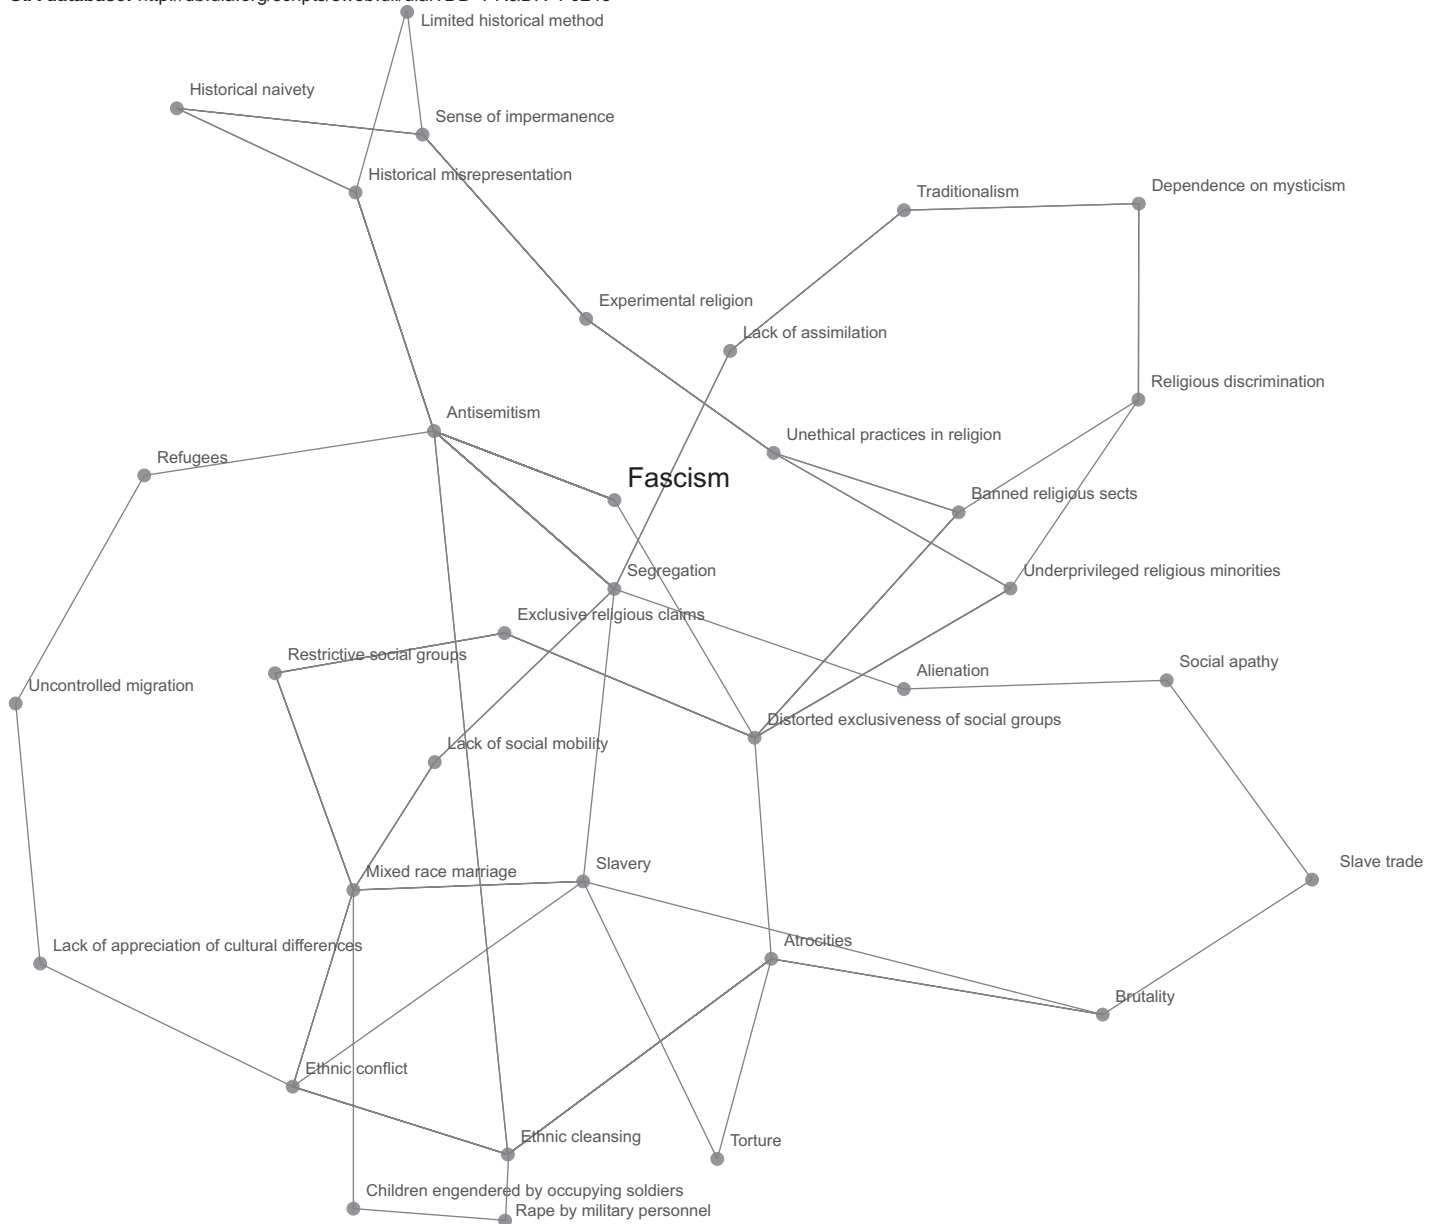 Limited historical method
Historical naivety
Sense of impermanence
Historical misrepresentation
Traditionalism
Dependence on mysticism
Experimental religion
Lack of assimilation
Religious discrimination
Antisemitism
Unethical practices in religion
Refugees
Fascism
Banned religious sects
Segregation
Underprivileged religious minorities
Exclusive religious claims
Restrictive social groups
Alienation
Social apathy
Uncontrolled migration
Distorted exclusiveness of social groups
Lack of social mobility
Mixed race marriage
Slavery
Slave trade
Lack of appreciation of cultural differences
Atrocities
Brutality
Ethnic conflict
Ethnic cleansing
Torture
Children engendered by occupying soldiers
Rape by military personnel